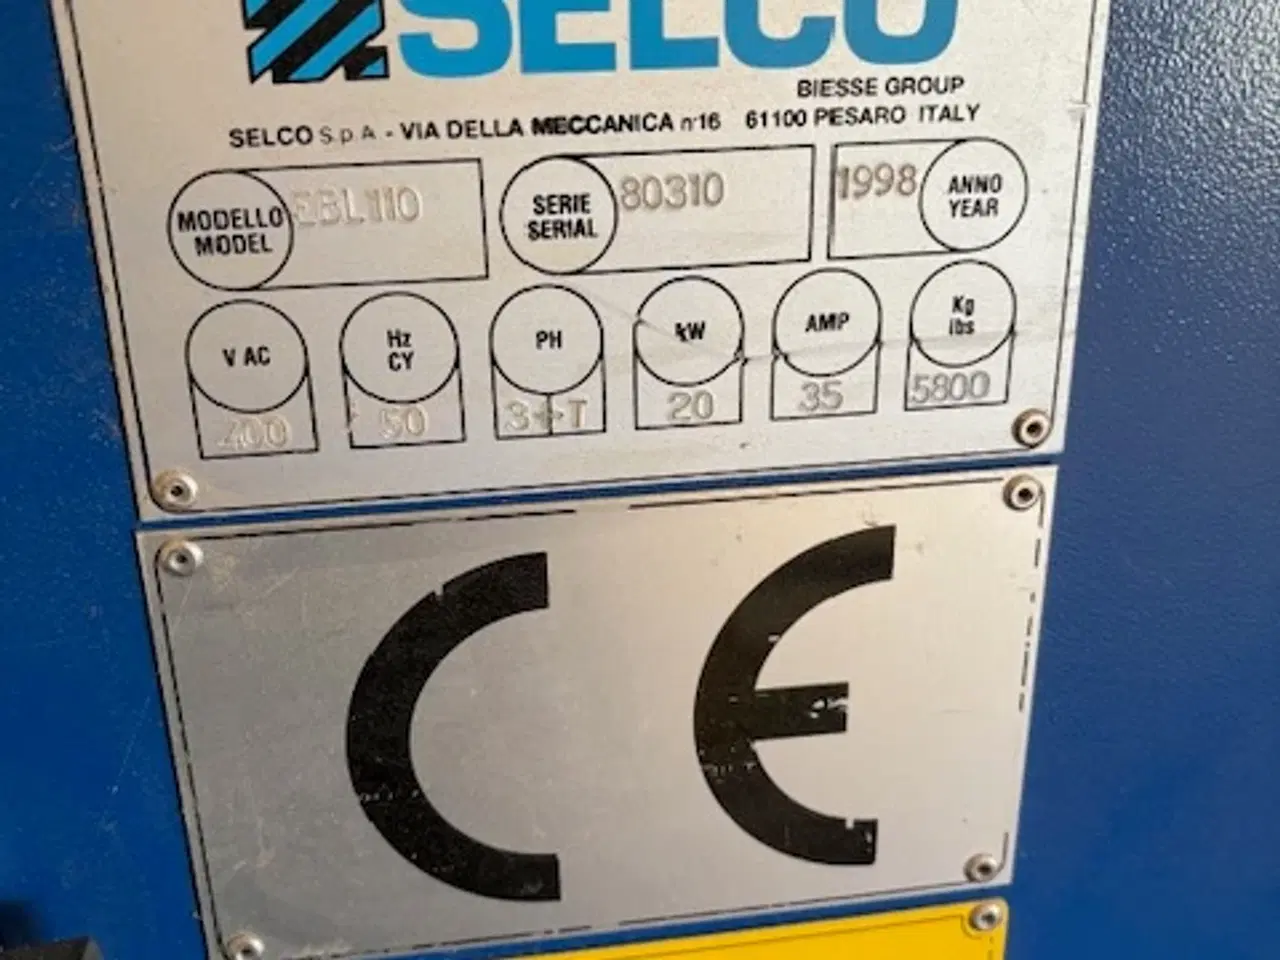 SELCO
BIESSE GROUP
SELCO S.p.A. - VIA DELLA MECCANICA n°16 61100 PESARO ITALY
MODELLO MODEL EBL110 SERIE SERIAL 80310 1998 ANNO YEAR
V AC Hz CY PH kW AMP Kg lbs
400 50 3+T 20 35 5800
CE